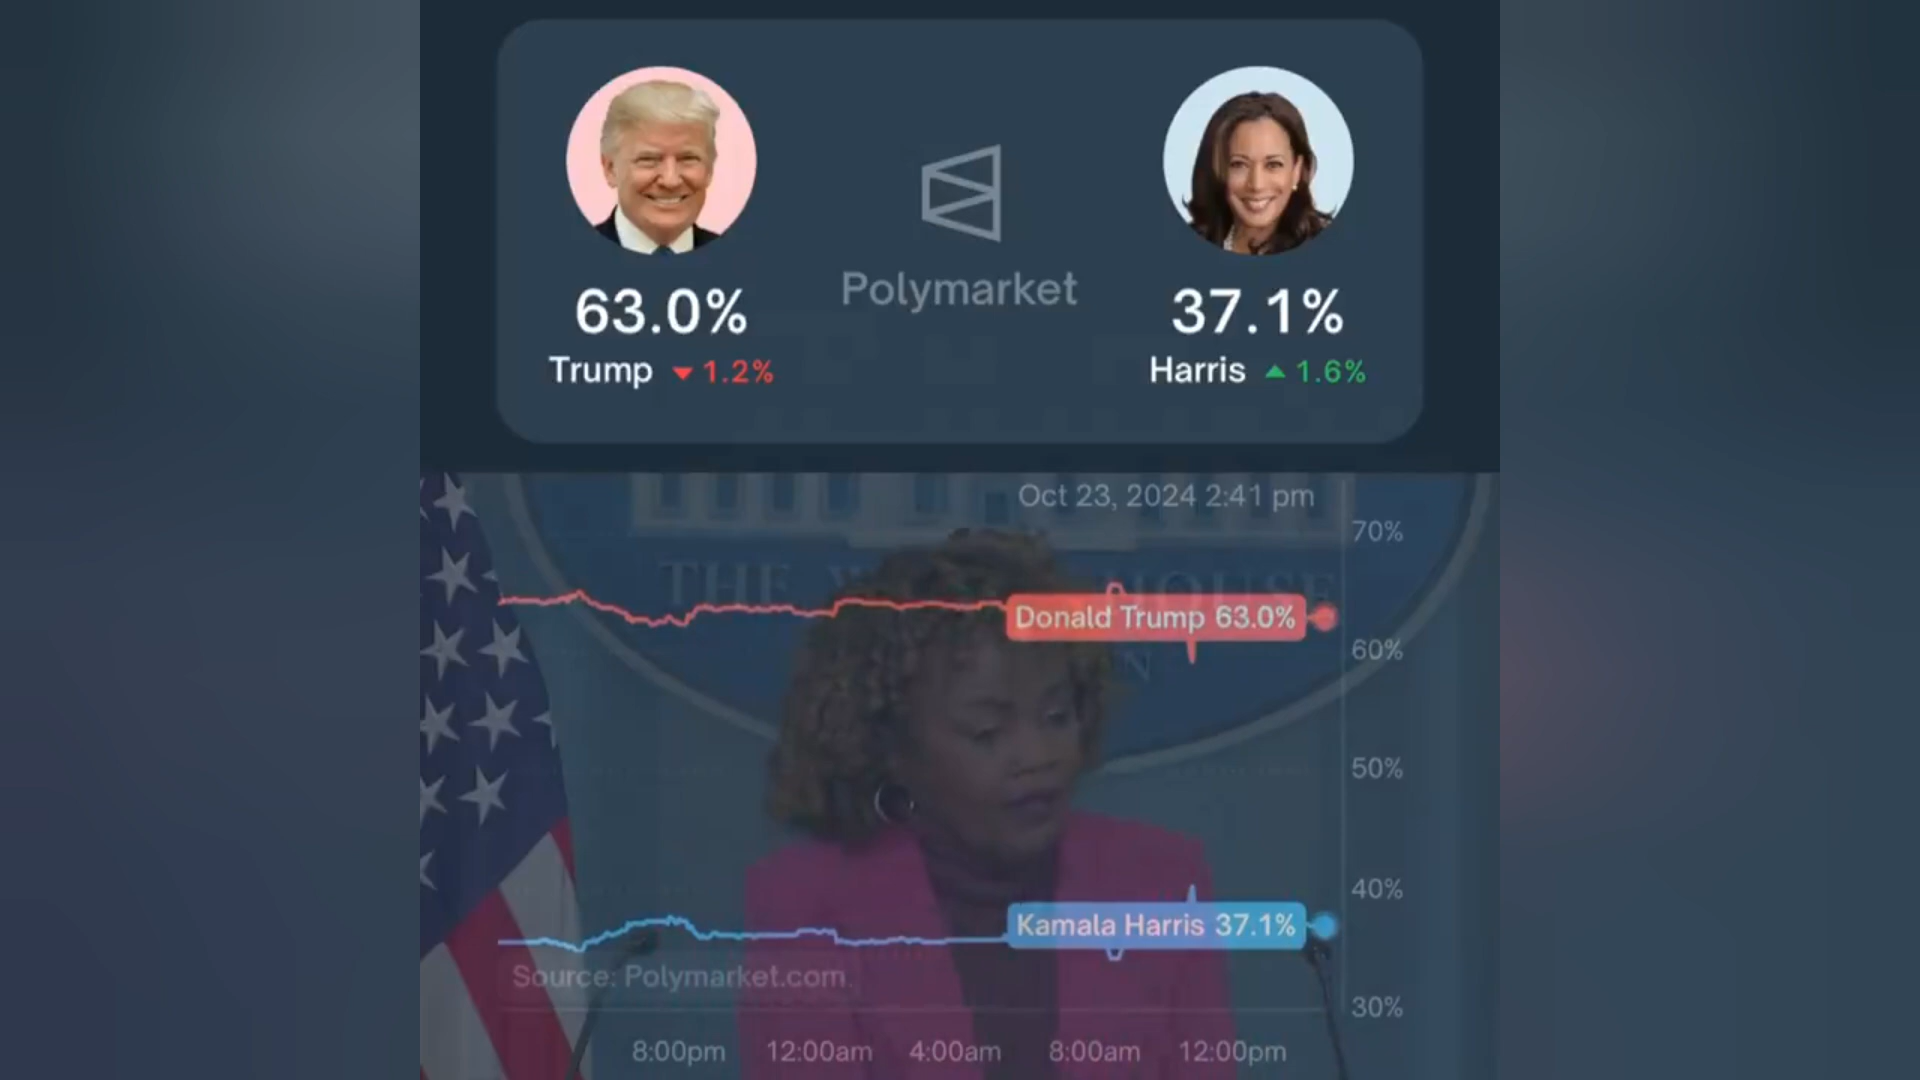 63.0%
Trump ▼ 1.2%
Polymarket
37.1%
Harris ▲ 1.6%
Oct 23, 2024 2:41 pm
70%
THE HOUSE
Donald Trump 63.0%
60%
50%
40%
Kamala Harris 37.1%
Source: Polymarket.com.
30%
8:00pm 12:00am 4:00am 8:00am 12:00pm